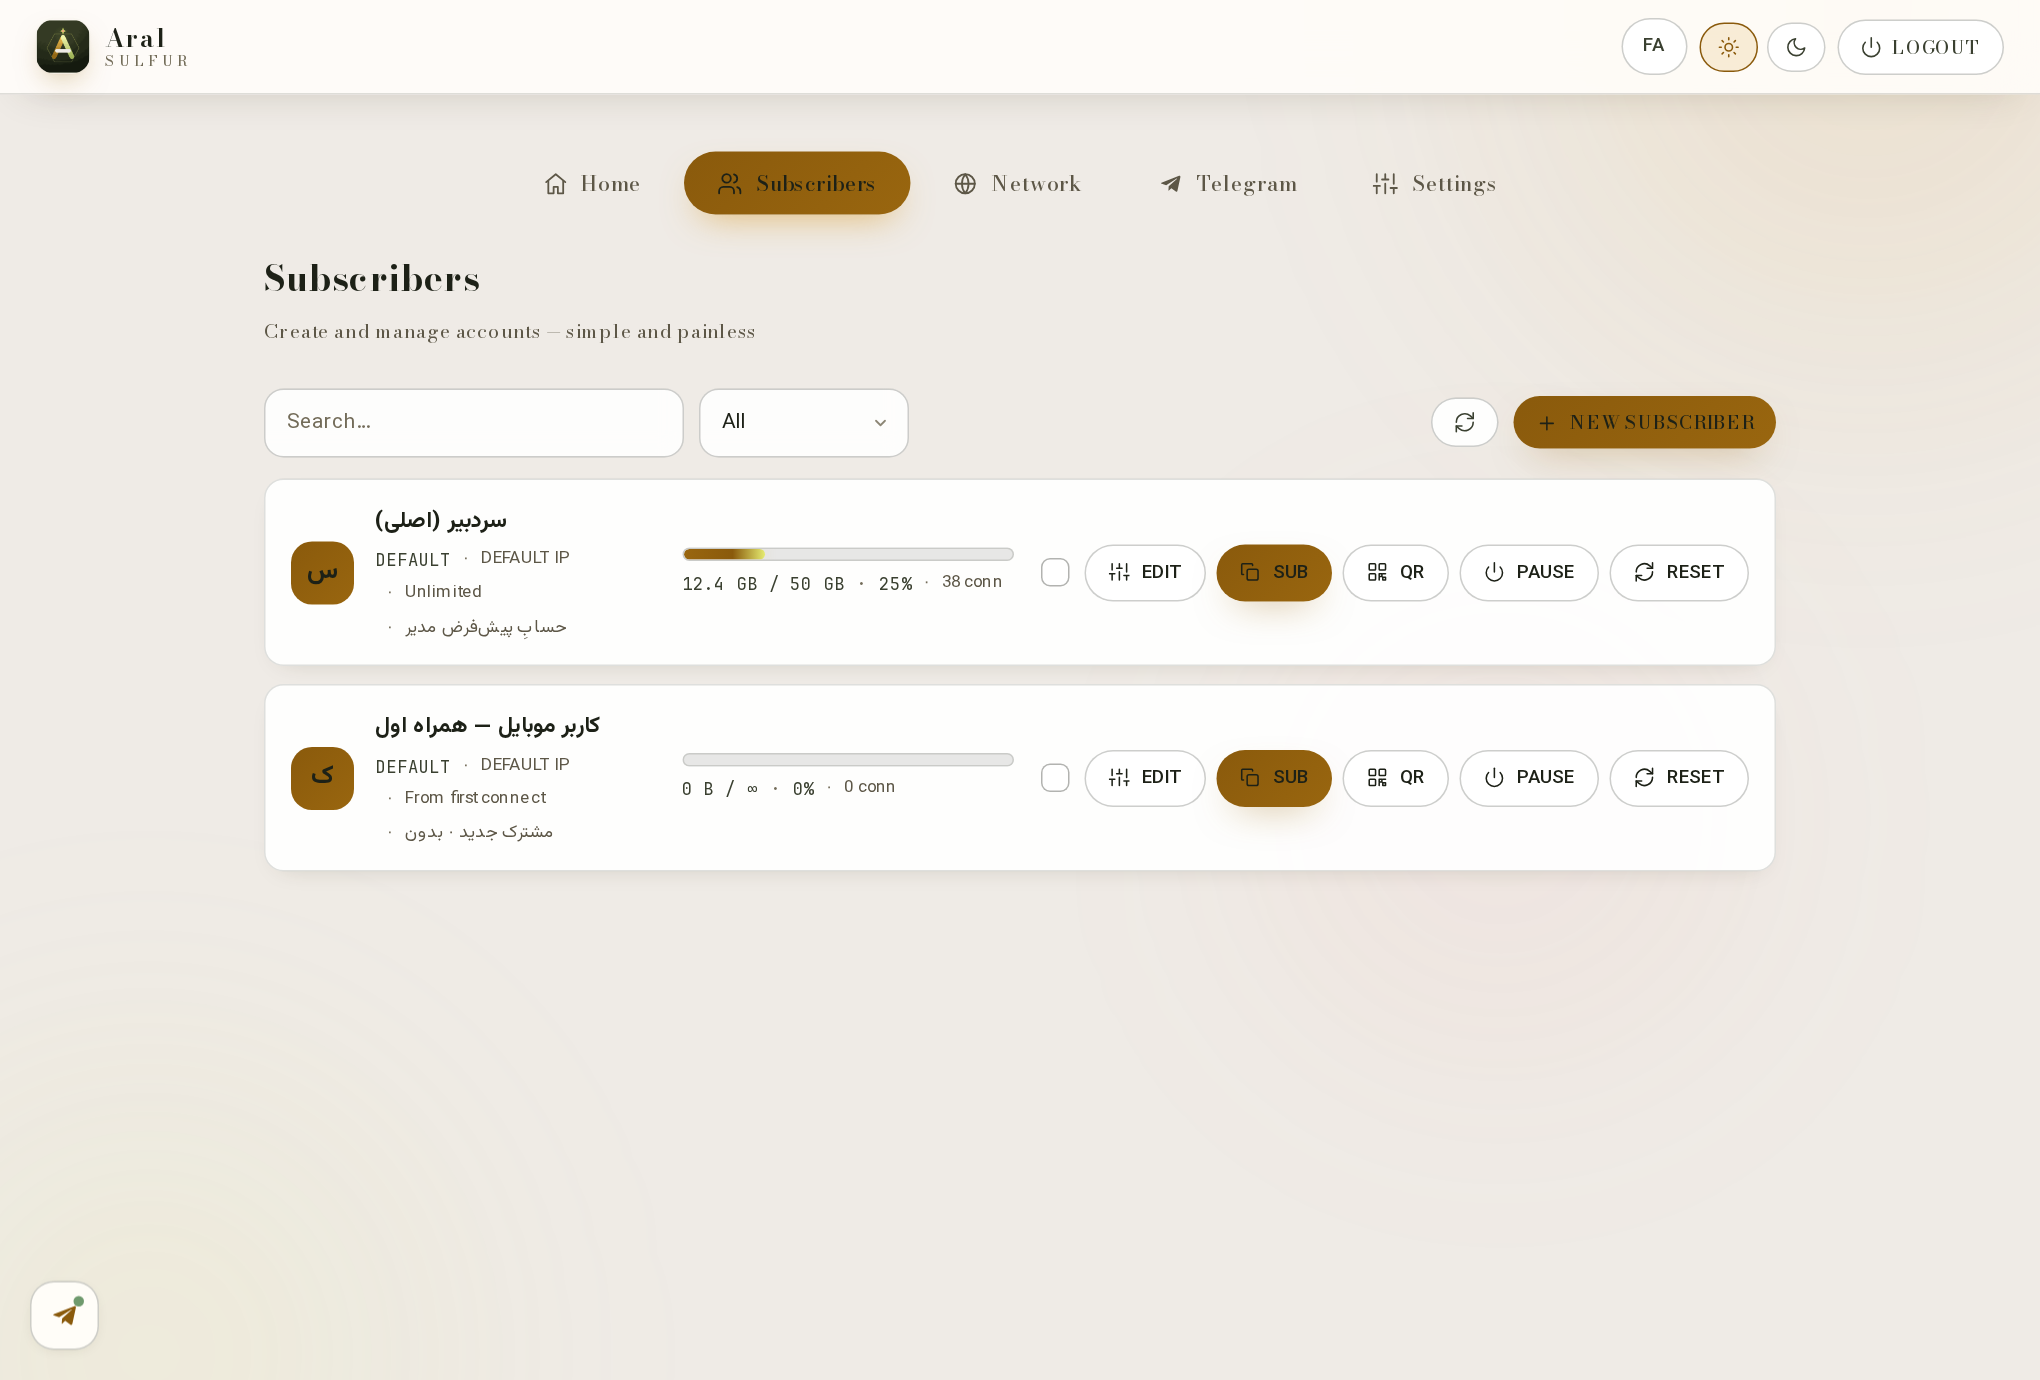 Aral
SULFUR
FA
LOGOUT
Home
Subscribers
Network
Telegram
Settings
Subscribers
Create and manage accounts — simple and painless
Search...
All
NEW SUBSCRIBER
س
سردبیر (اصلی)
DEFAULT · DEFAULT IP
· Unlimited
· حسابِ پیش‌فرض مدیر
12.4 GB / 50 GB · 25% · 38 conn
EDIT
SUB
QR
PAUSE
RESET
ک
کاربر موبایل — همراه اول
DEFAULT · DEFAULT IP
· From first connect
· مشترک جدید · بدون
0 B / ∞ · 0% · 0 conn
EDIT
SUB
QR
PAUSE
RESET